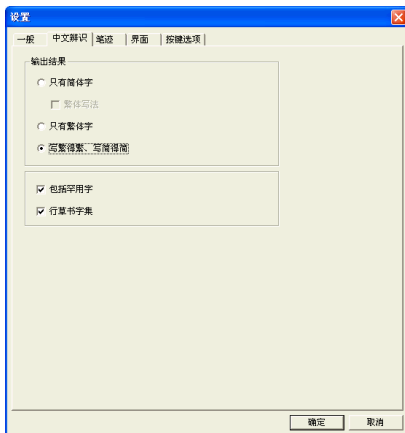 设置
一般 中文辨识 笔迹 界面 按键选项
输出结果
只有简体字
繁体写法
只有繁体字
写繁得繁、写简得简
包括罕用字
行草书字集
确定 取消